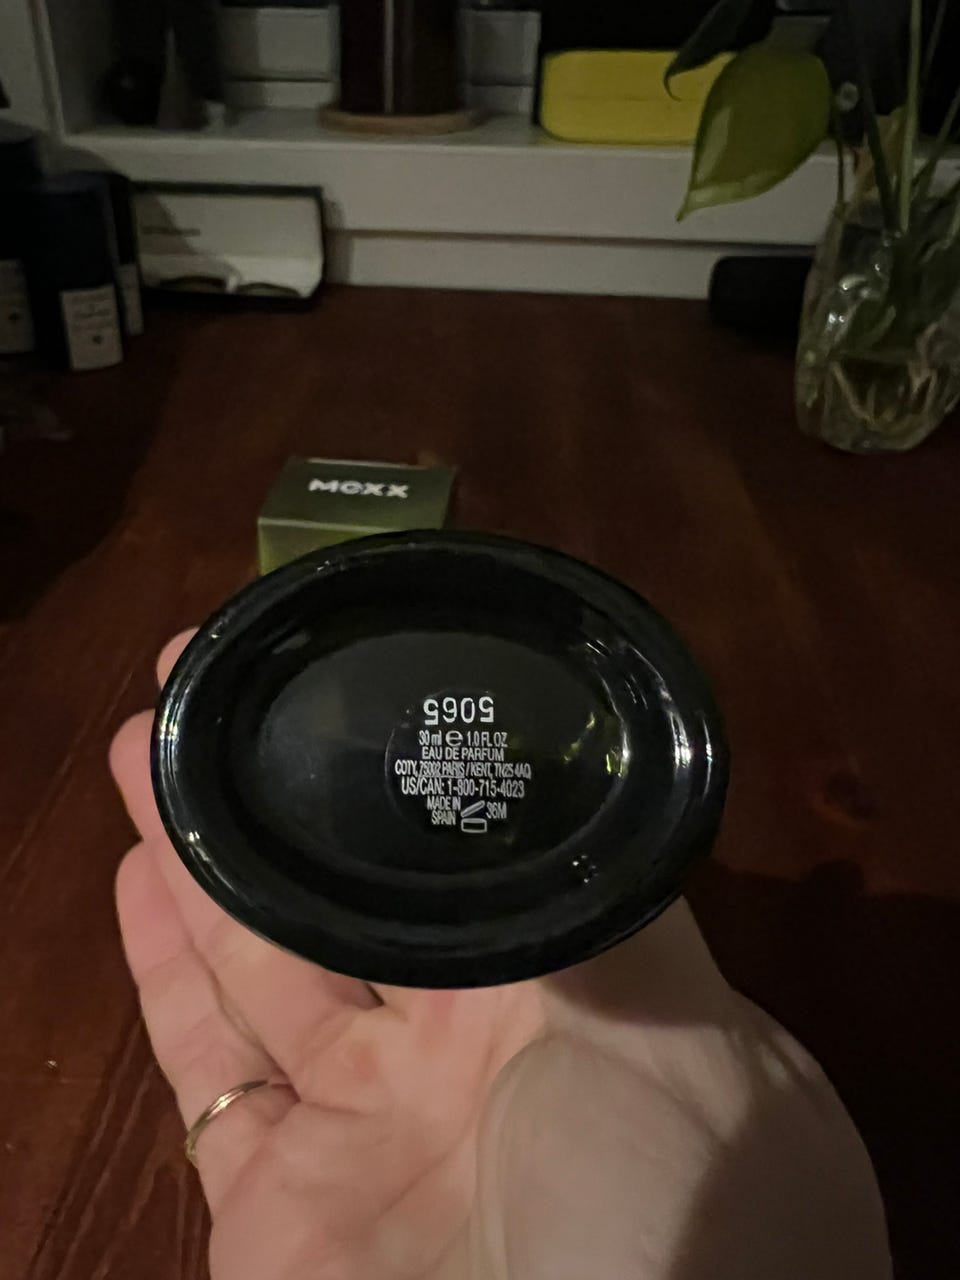 MEXX
5065
30 ml e 1.0 FL OZ
EAU DE PARFUM
COTY, 75002 PARIS / KENT, TN25 4AQ
US/CAN: 1-800-715-4023
MADE IN
SPAIN
36M